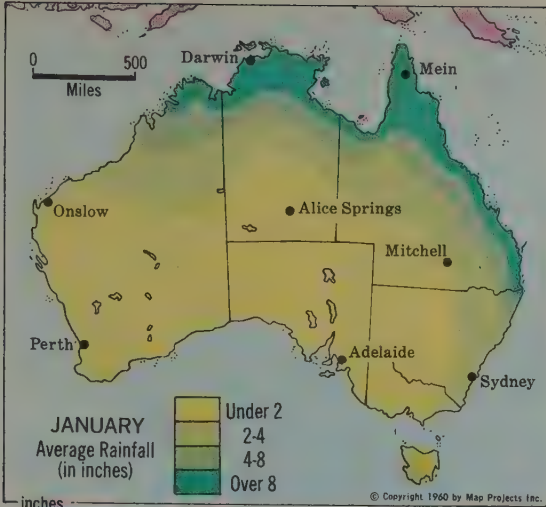 Darwin
Mein
0 500
Miles
Onslow
Alice Springs
Mitchell
Perth
Adelaide
Sydney
JANUARY
Average Rainfall
(in inches)
Under 2
2-4
4-8
Over 8
© Copyright 1960 by Map Projects Inc.
inches